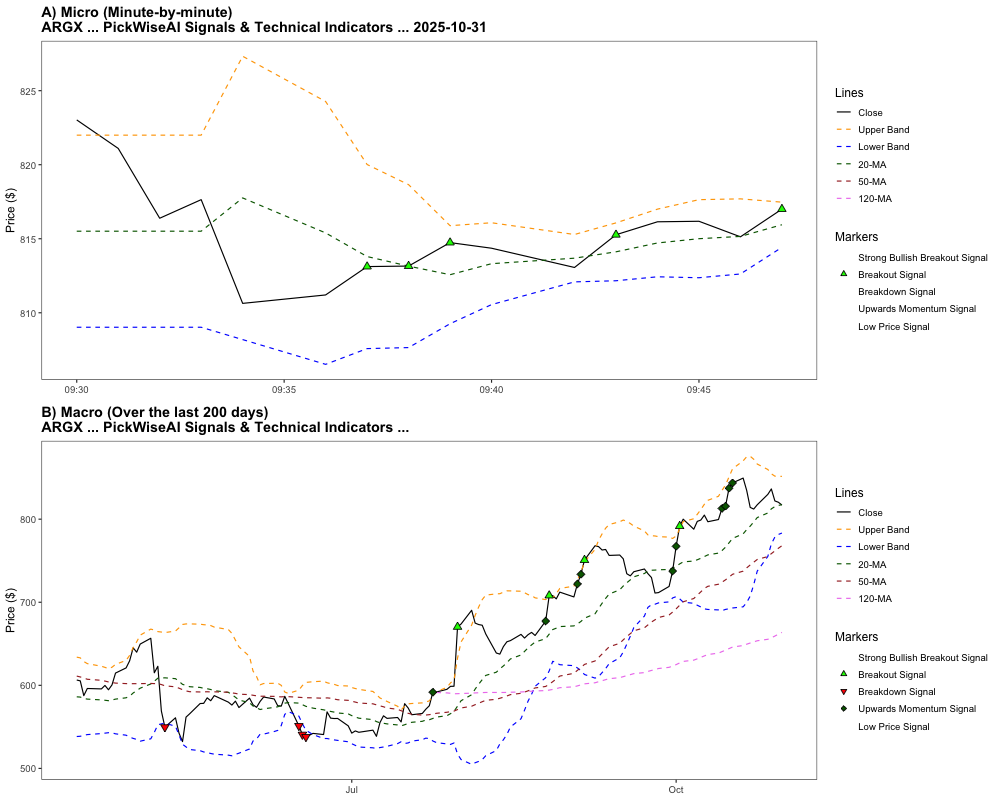 A) Micro (Minute-by-minute)
ARGX ... PickWiseAI Signals & Technical Indicators ... 2025-10-31
Price ($)
825
820
815
810
09:30
09:35
09:40
09:45
Lines
Close
Upper Band
Lower Band
20-MA
50-MA
120-MA
Markers
Strong Bullish Breakout Signal
Breakout Signal
Breakdown Signal
Upwards Momentum Signal
Low Price Signal
B) Macro (Over the last 200 days)
ARGX ... PickWiseAI Signals & Technical Indicators ...
Price ($)
800
700
600
500
Jul
Oct
Lines
Close
Upper Band
Lower Band
20-MA
50-MA
120-MA
Markers
Strong Bullish Breakout Signal
Breakout Signal
Breakdown Signal
Upwards Momentum Signal
Low Price Signal